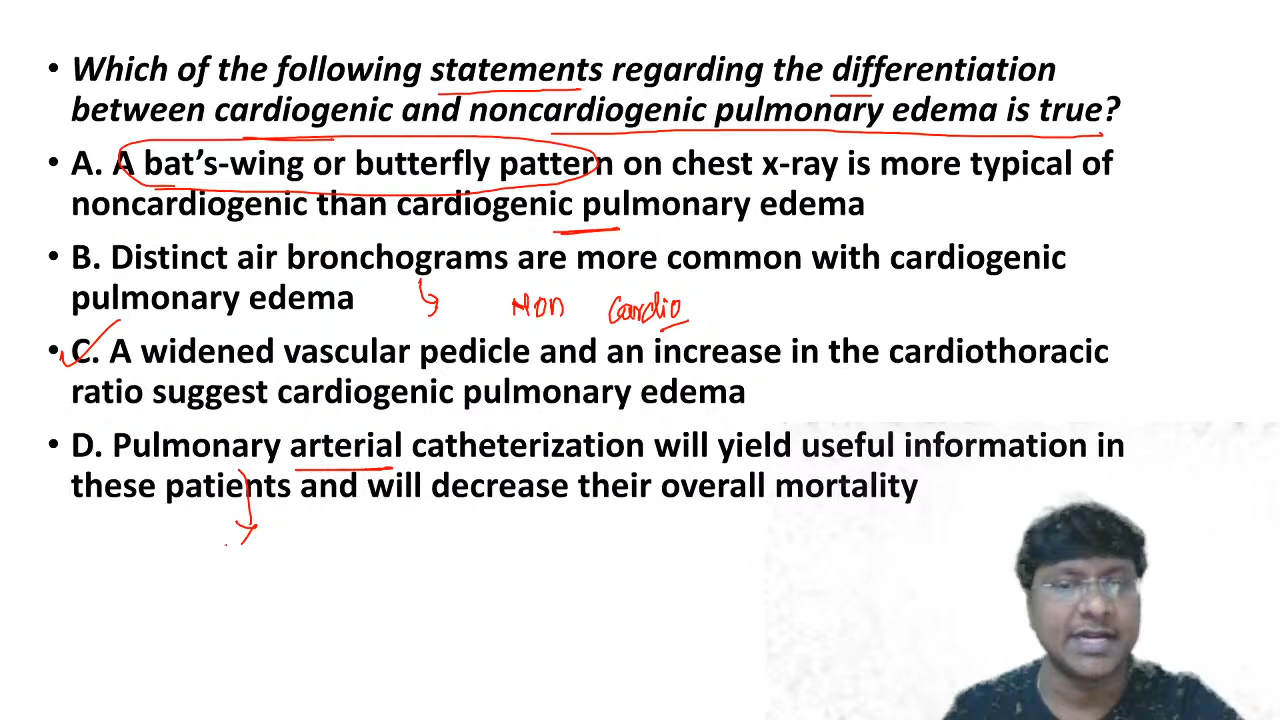 • Which of the following statements regarding the differentiation
between cardiogenic and noncardiogenic pulmonary edema is true?
• A. A bat's-wing or butterfly pattern on chest x-ray is more typical of
noncardiogenic than cardiogenic pulmonary edema
• B. Distinct air bronchograms are more common with cardiogenic
pulmonary edema
Non Cardio
• C. A widened vascular pedicle and an increase in the cardiothoracic
ratio suggest cardiogenic pulmonary edema
• D. Pulmonary arterial catheterization will yield useful information in
these patients and will decrease their overall mortality